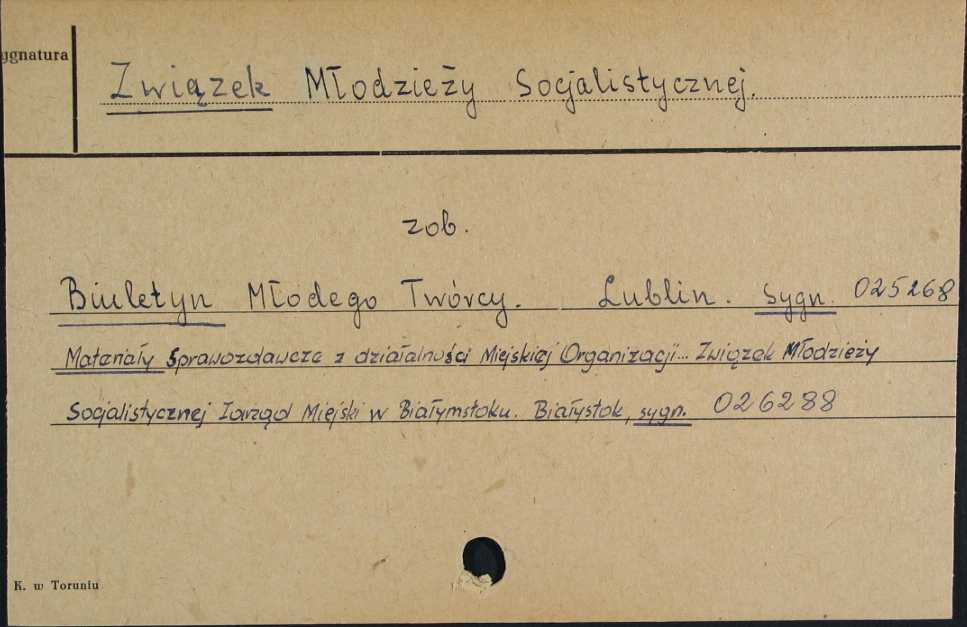 ygnatura
Związek Młodzieży Socjalistycznej.
zob.
Biuletyn Młodego Twórcy. Lublin. sygn. 025268
Materiały sprawozdawcze z działalności Miejskiej Organizacji... Związek Młodzieży
Socjalistycznej Zarząd Miejski w Białymstoku. Białystok, sygn. 026288
K. w Toruniu